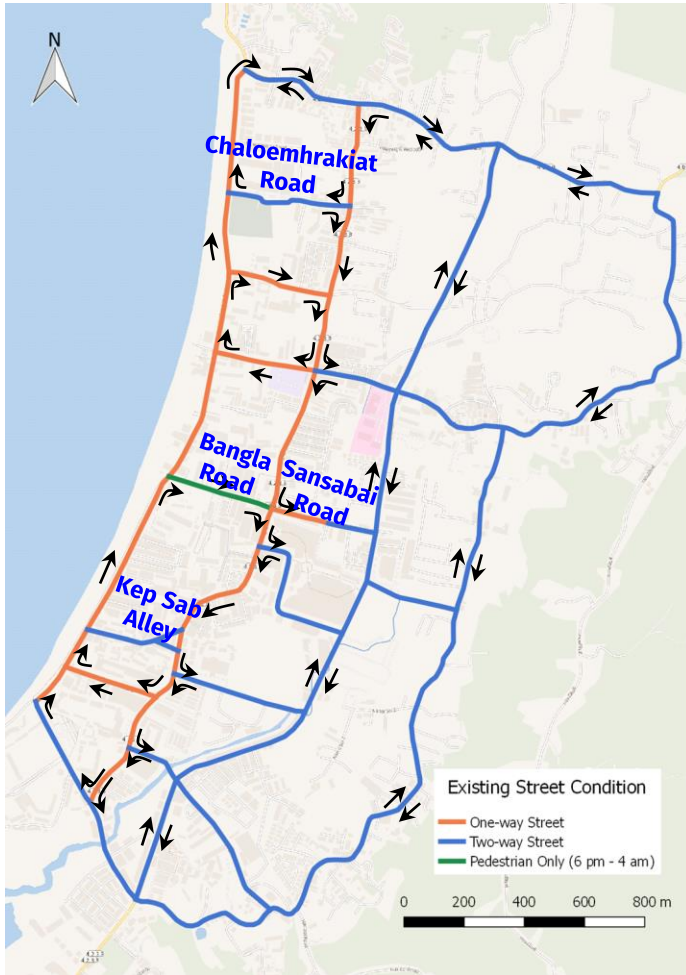 N
Chaloemhrakiat
Road
Bangla
Road
Sansabai
Road
Kep Sab
Alley
Existing Street Condition
One-way Street
Two-way Street
Pedestrian Only (6 pm - 4 am)
0 200 400 600 800 m